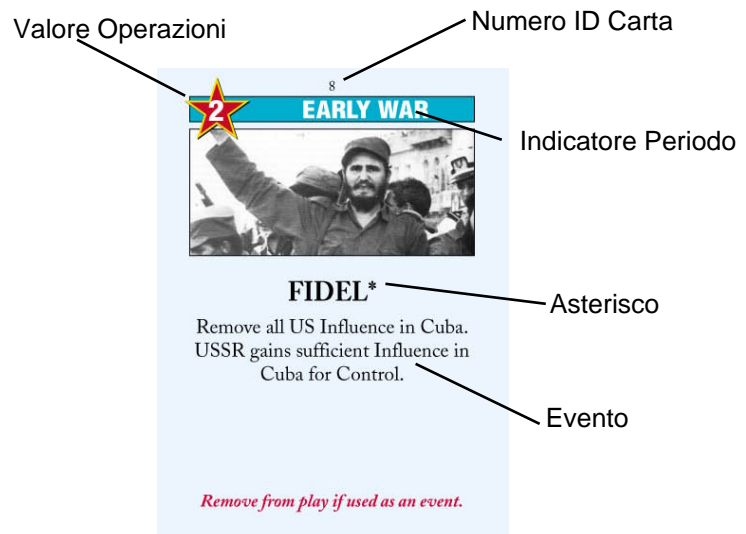 Valore Operazioni
Numero ID Carta
8
2 EARLY WAR
Indicatore Periodo
FIDEL*
Asterisco
Remove all US Influence in Cuba.
USSR gains sufficient Influence in
Cuba for Control.
Evento
Remove from play if used as an event.